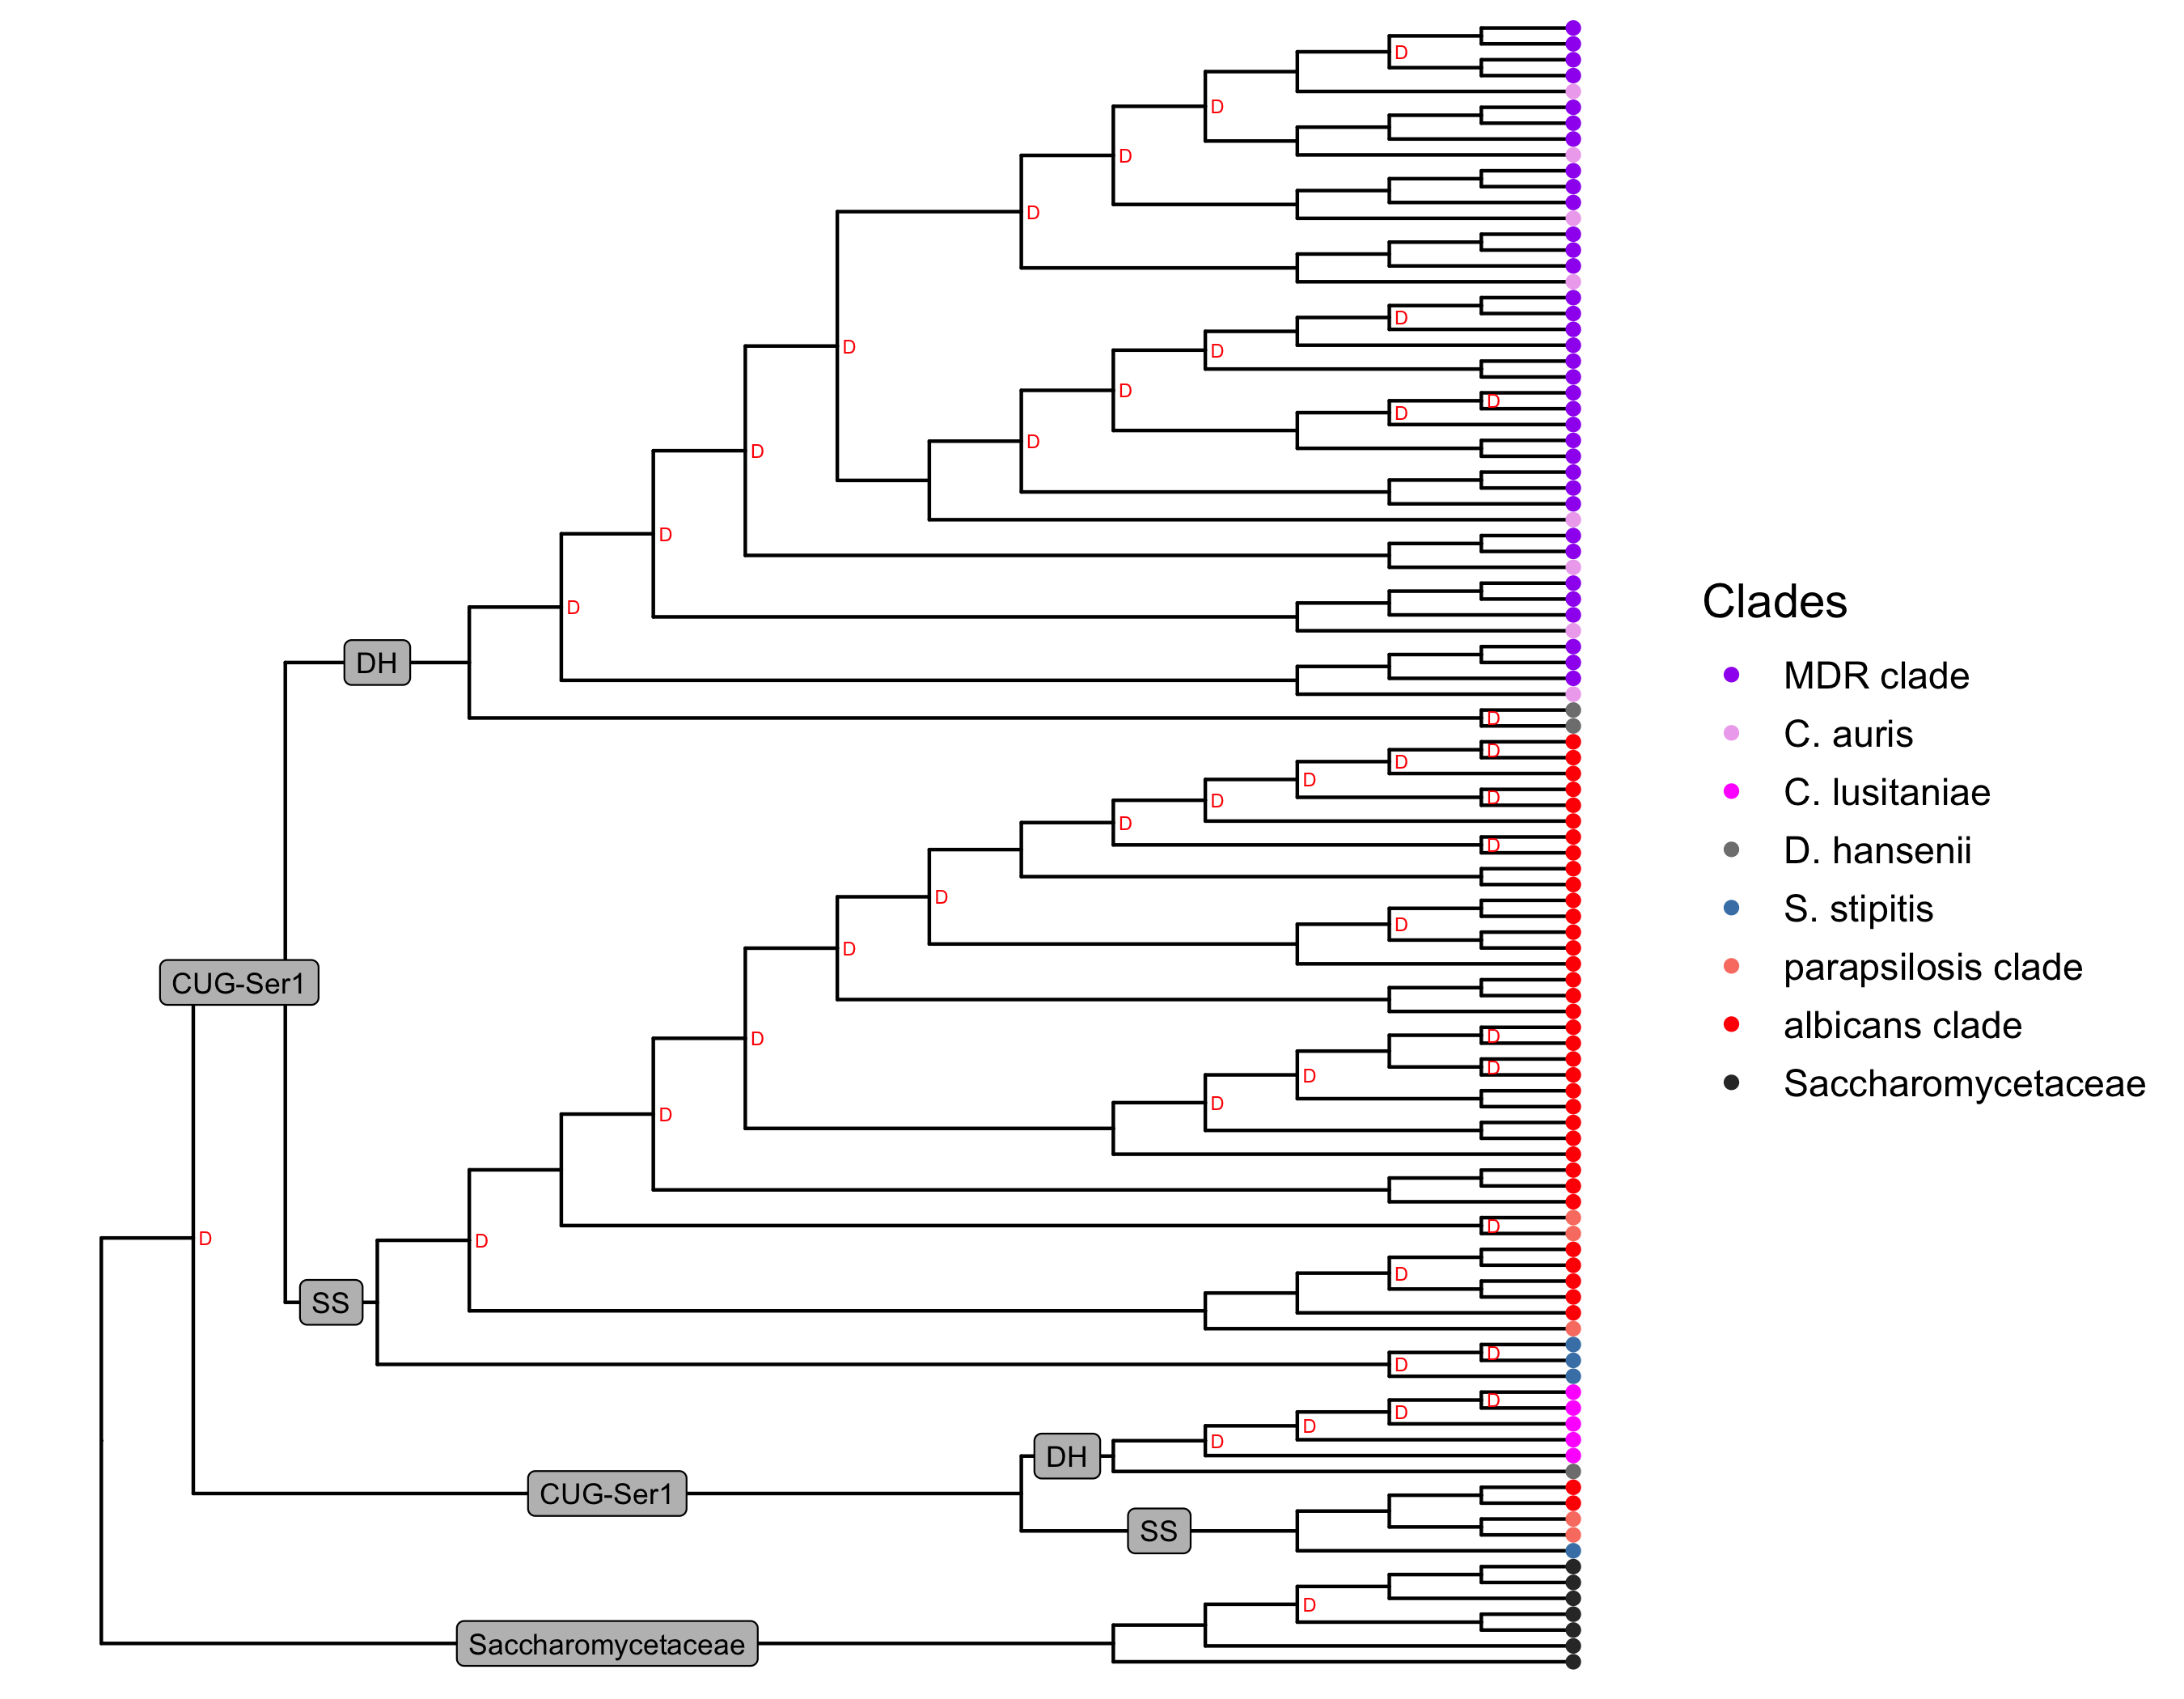 D
D
D
D
D
D
D
D
D
D
D
D
D
D
DH
D
D
D
D
D
D
D
D
D
D
D
CUG-Ser1
D
D
D
D
D
D
D
D
D
D
SS
D
D
D
D
D
D
DH
CUG-Ser1
SS
D
Saccharomycetaceae
Clades
MDR clade
C. auris
C. lusitaniae
D. hansenii
S. stipitis
parapsilosis clade
albicans clade
Saccharomycetaceae